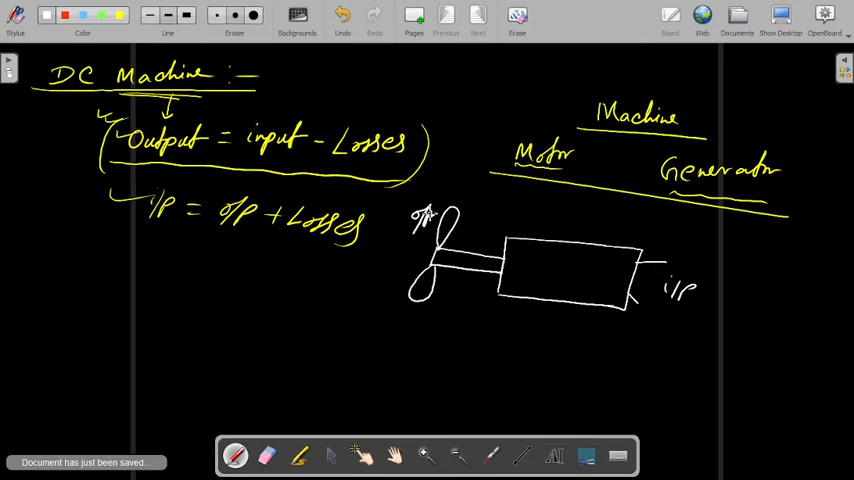 Stylus
Color
Line
Eraser
Backgrounds
Undo
Pages
Previous
Next
Erase
Board
Web
Documents
Show Desktop
OpenBoard
DC Machine :-
Output = input - Losses
i/p = o/p + Losses
Machine
Motor
Generator
o/p
i/p
Document has just been saved...